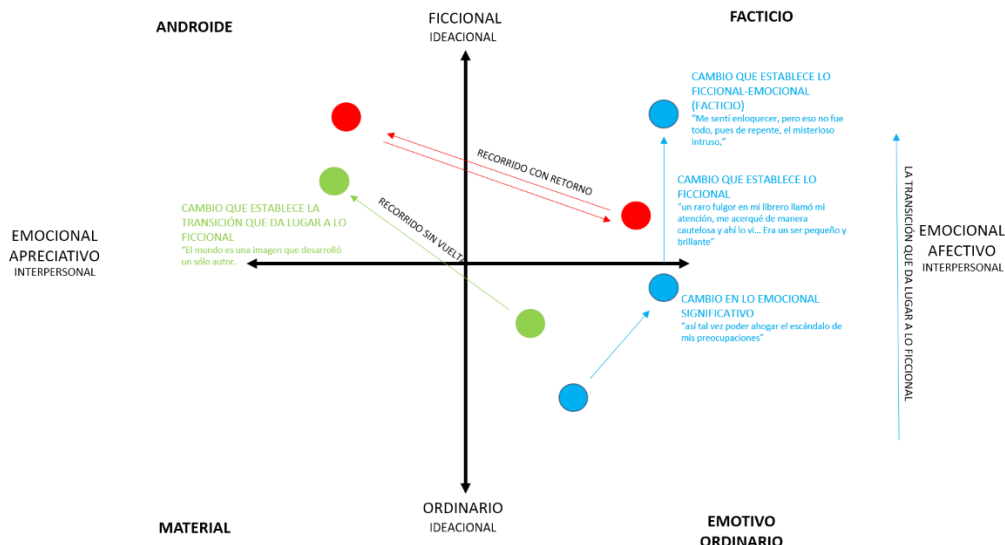 ANDROIDE
FICCIONAL
IDEACIONAL
FACTICIO
CAMBIO QUE ESTABLECE LO
FICCIONAL-EMOCIONAL
(FACTICIO)
"Me sentí enloquecer, pero eso no fue
todo, pues de repente, el misterioso
intruso,"
RECORRIDO CON RETORNO
CAMBIO QUE ESTABLECE LO
FICCIONAL
"un raro fulgor en mi librero llamó mi
atención, me acerqué de manera
cautelosa y ahí lo vi... Era un ser pequeño y
brillante"
CAMBIO QUE ESTABLECE LA
TRANSICIÓN QUE DA LUGAR A LO
FICCIONAL
"El mundo es una imagen que desarrolló
un sólo autor.
RECORRIDO SIN VUELTA
EMOCIONAL
APRECIATIVO
INTERPERSONAL
EMOCIONAL
AFECTIVO
INTERPERSONAL
LA TRANSICIÓN QUE DA LUGAR A LO FICCIONAL
CAMBIO EN LO EMOCIONAL
SIGNIFICATIVO
"así tal vez poder ahogar el escándalo de
mis preocupaciones"
MATERIAL
ORDINARIO
IDEACIONAL
EMOTIVO
ORDINARIO